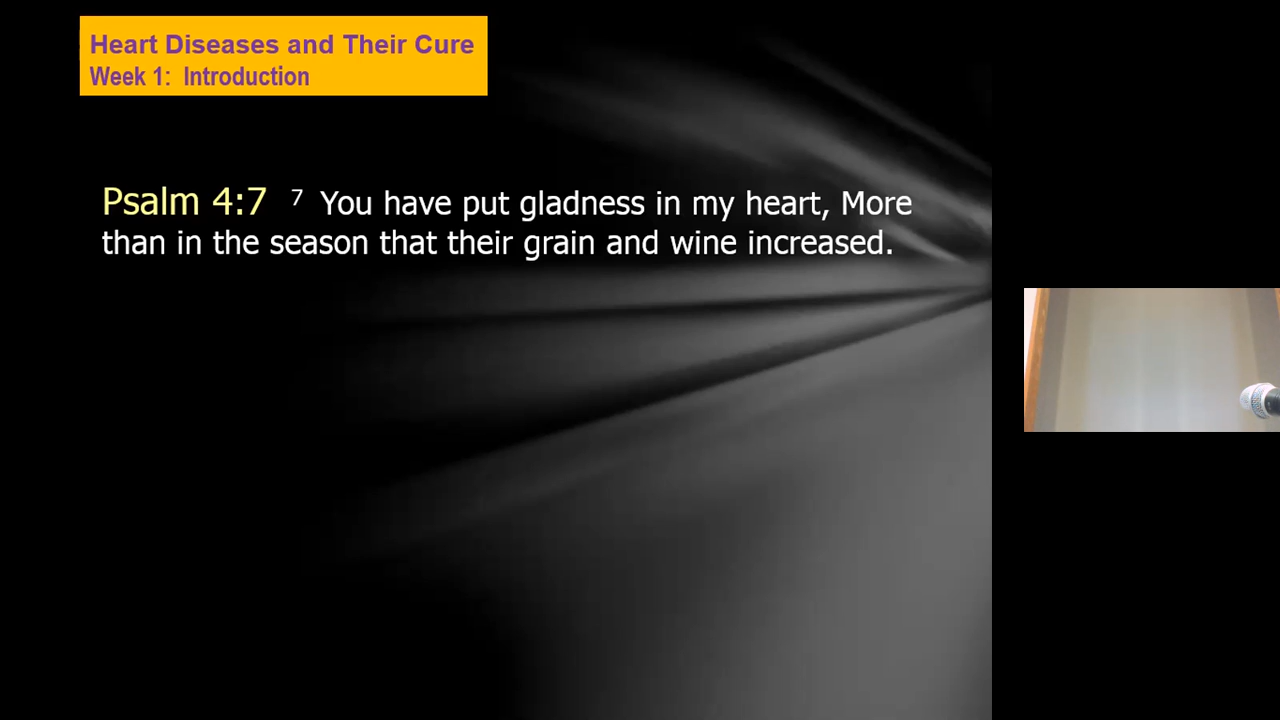 Heart Diseases and Their Cure
Week 1: Introduction
Psalm 4:7 7 You have put gladness in my heart, More
than in the season that their grain and wine increased.